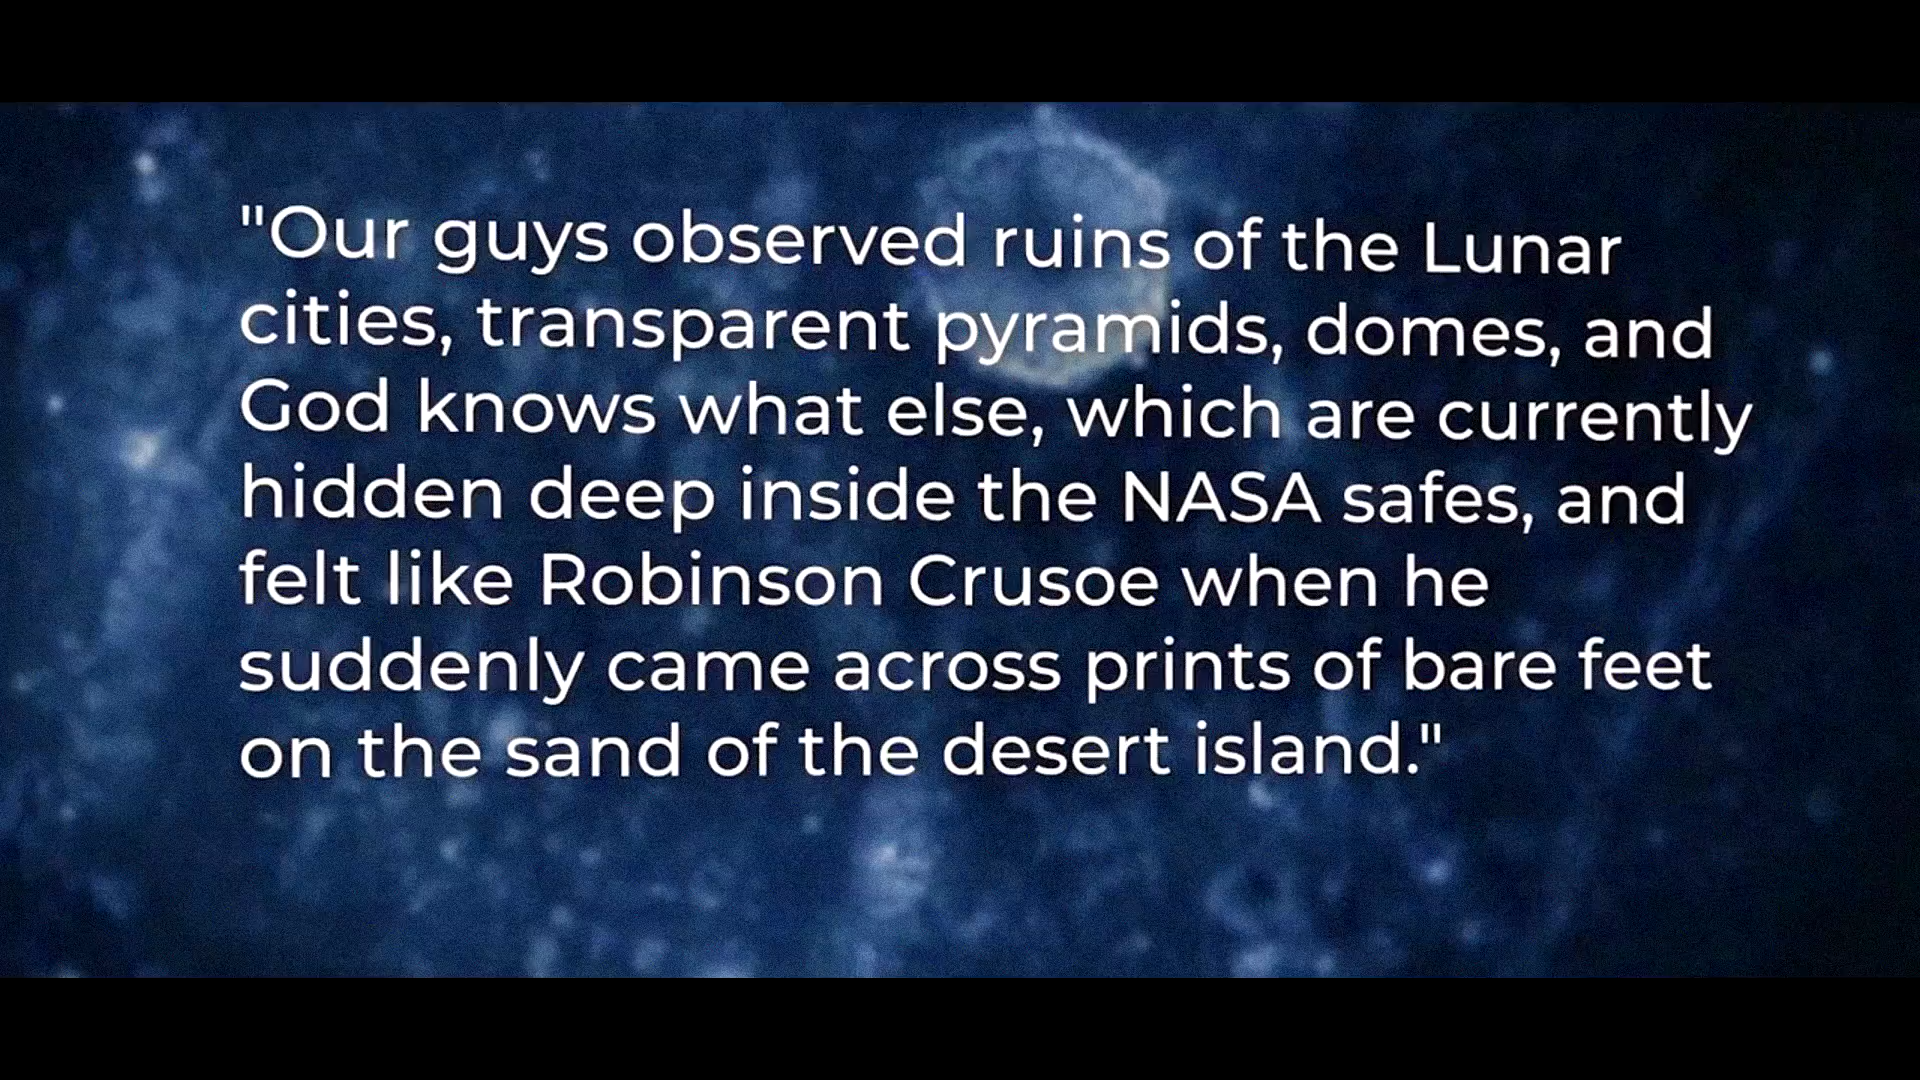 "Our guys observed ruins of the Lunar
cities, transparent pyramids, domes, and
God knows what else, which are currently
hidden deep inside the NASA safes, and
felt like Robinson Crusoe when he
suddenly came across prints of bare feet
on the sand of the desert island."